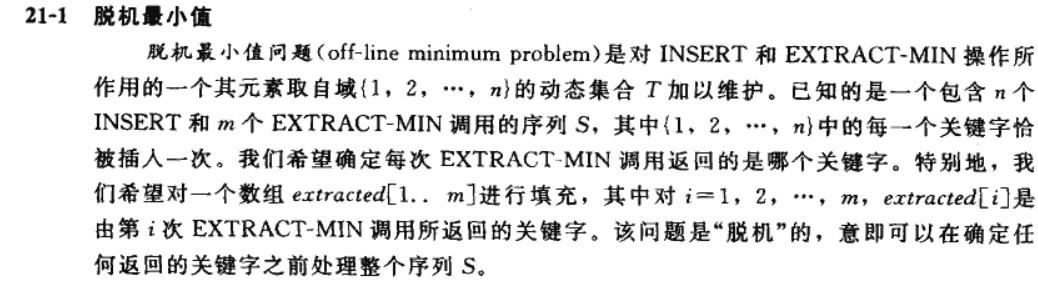 21-1 脱机最小值
脱机最小值问题(off-line minimum problem)是对 INSERT 和 EXTRACT-MIN 操作所
作用的一个其元素取自域{1，2，…，n}的动态集合 T 加以维护。已知的是一个包含 n 个
INSERT 和 m 个 EXTRACT-MIN 调用的序列 S，其中{1，2，…，n}中的每一个关键字恰
被插入一次。我们希望确定每次 EXTRACT-MIN 调用返回的是哪个关键字。特别地，我
们希望对一个数组 extracted[1.. m]进行填充，其中对 i=1，2，…，m，extracted[i]是
由第 i 次 EXTRACT-MIN 调用所返回的关键字。该问题是“脱机”的，意即可以在确定任
何返回的关键字之前处理整个序列 S。